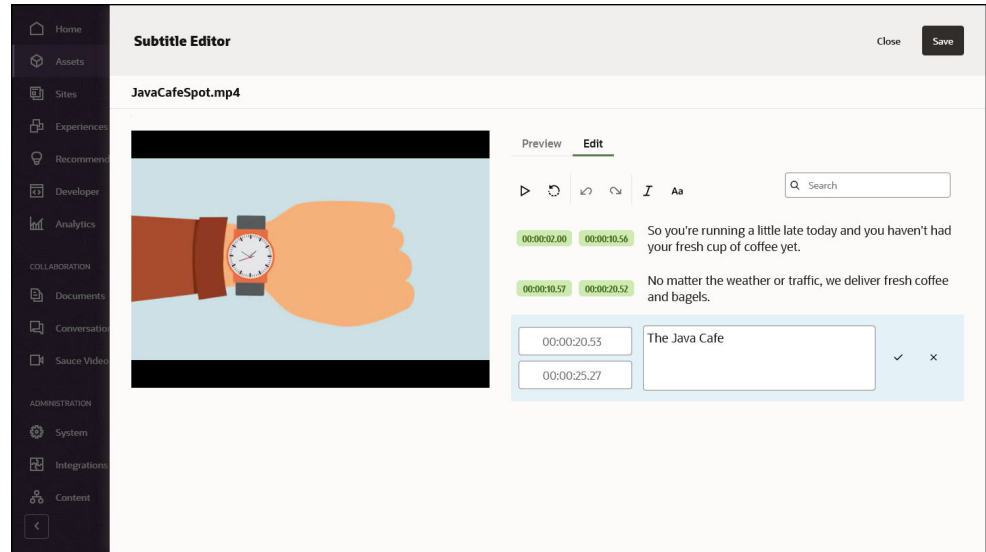 Home
Assets
Sites
Experiences
Recommend
Developer
Analytics
COLLABORATION
Documents
Conversatio
Sauce Video
ADMINISTRATION
System
Integrations
Content
Subtitle Editor
Close
Save
JavaCafeSpot.mp4
Preview
Edit
I
Aa
Search
00:00:02.00
00:00:10.56
So you're running a little late today and you haven't had
your fresh cup of coffee yet.
00:00:10.57
00:00:20.52
No matter the weather or traffic, we deliver fresh coffee
and bagels.
00:00:20.53
00:00:25.27
The Java Cafe